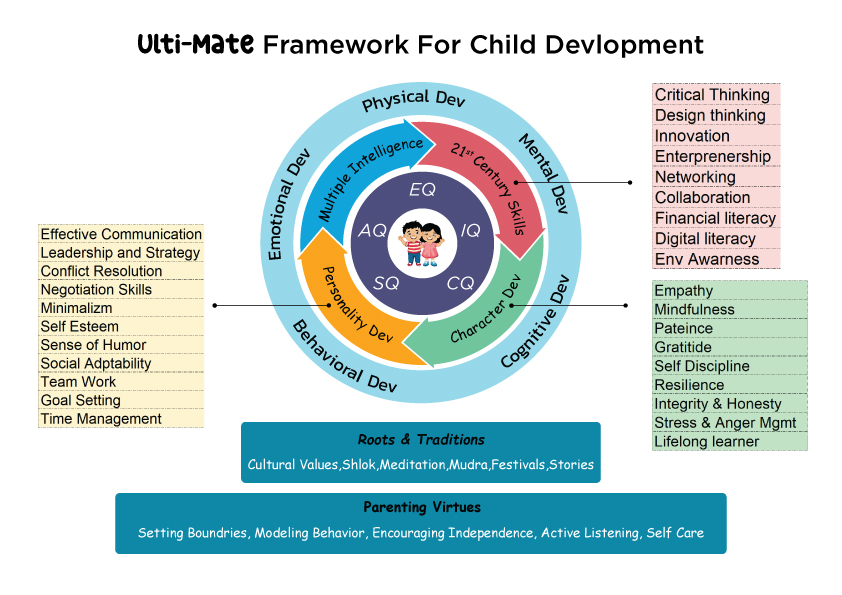 Ulti-Mate Framework For Child Devlopment
Physical Dev
Mental Dev
Cognitive Dev
Behavioral Dev
Emotional Dev
Multiple Intelligence
21st Century Skills
Character Dev
Personality Dev
EQ
IQ
CQ
SQ
AQ
Critical Thinking
Design thinking
Innovation
Enterprenership
Networking
Collaboration
Financial literacy
Digital literacy
Env Awarness
Effective Communication
Leadership and Strategy
Conflict Resolution
Negotiation Skills
Minimalizm
Self Esteem
Sense of Humor
Social Adptability
Team Work
Goal Setting
Time Management
Empathy
Mindfulness
Pateince
Gratitide
Self Discipline
Resilience
Integrity & Honesty
Stress & Anger Mgmt
Lifelong learner
Roots & Traditions
Cultural Values,Shlok,Meditation,Mudra,Festivals,Stories
Parenting Virtues
Setting Boundries, Modeling Behavior, Encouraging Independence, Active Listening, Self Care